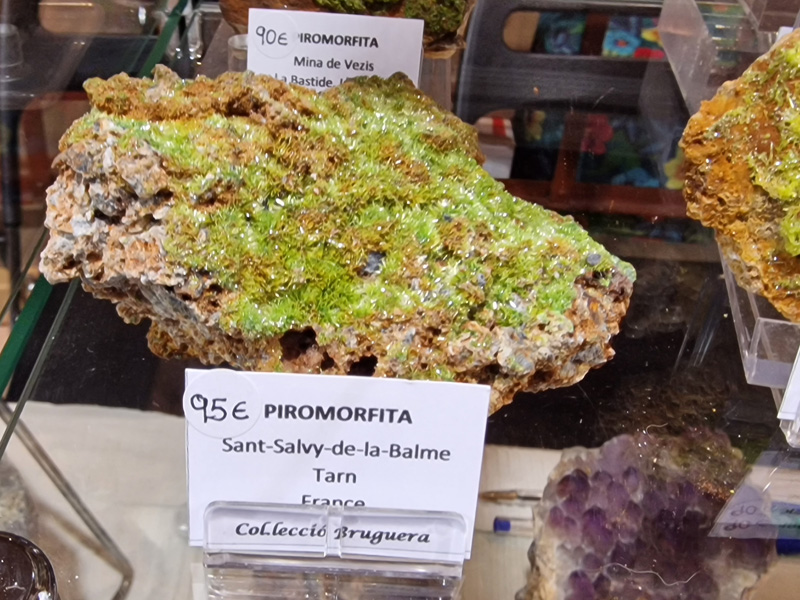 90€ PIROMORFITA
Mina de Vezis
La Bastide,
95€ PIROMORFITA
Sant-Salvy-de-la-Balme
Tarn
France
Col.lecció Bruguera